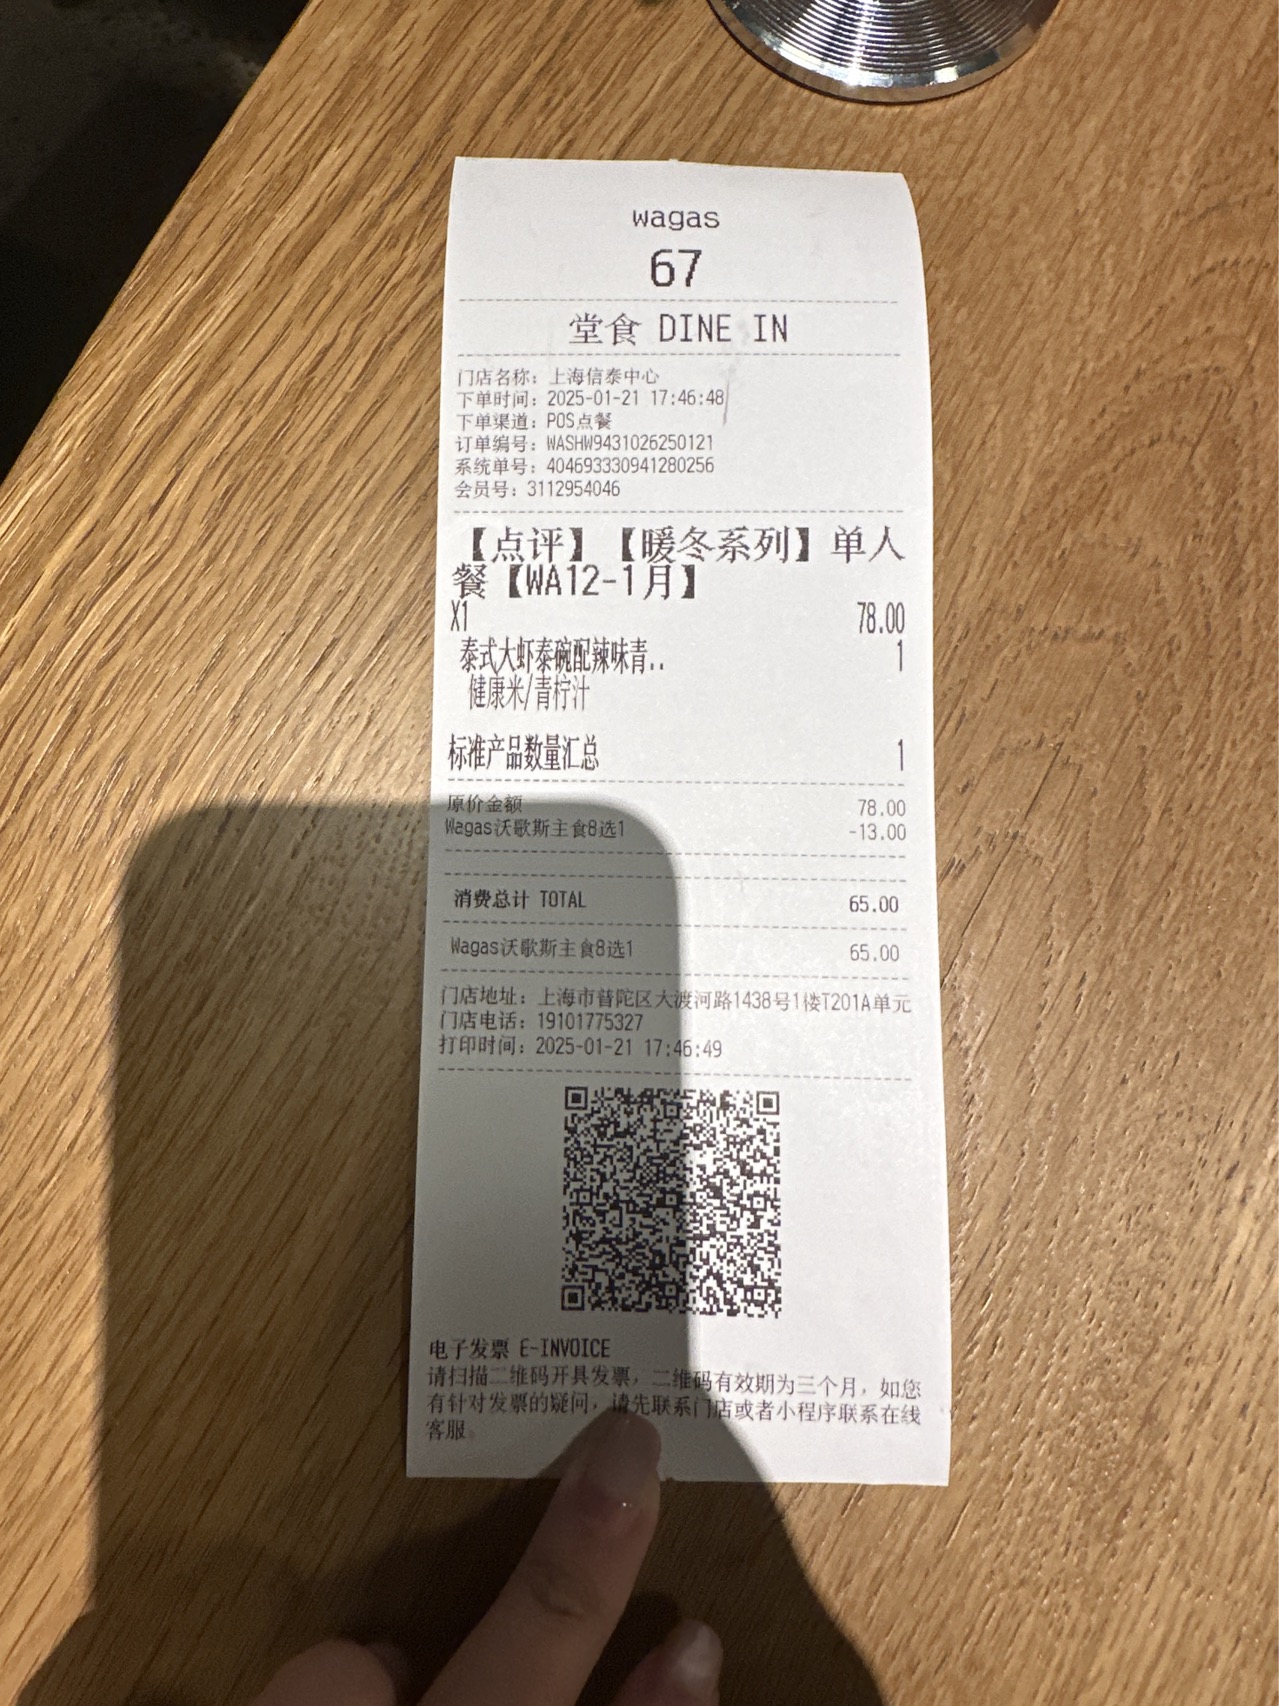 wagas
67
堂食 DINE IN
门店名称：上海信泰中心
下单时间：2025-01-21 17:46:48
下单渠道：POS点餐
订单编号：WASHW9431026250121
系统单号：404693330941280256
会员号：3112954046
【点评】【暖冬系列】单人
餐【WA12-1月】
X1 78.00
泰式大虾泰碗配辣味青.. 1
健康米/青柠汁
标准产品数量汇总 1
原价金额 78.00
Wagas沃歌斯主食8选1 -13.00
消费总计 TOTAL 65.00
Wagas沃歌斯主食8选1 65.00
门店地址：上海市普陀区大渡河路1438号1楼T201A单元
门店电话：19101775327
打印时间：2025-01-21 17:46:49
电子发票 E-INVOICE
请扫描二维码开具发票，二维码有效期为三个月，如您
有针对发票的疑问，请先联系门店或者小程序联系在线
客服。